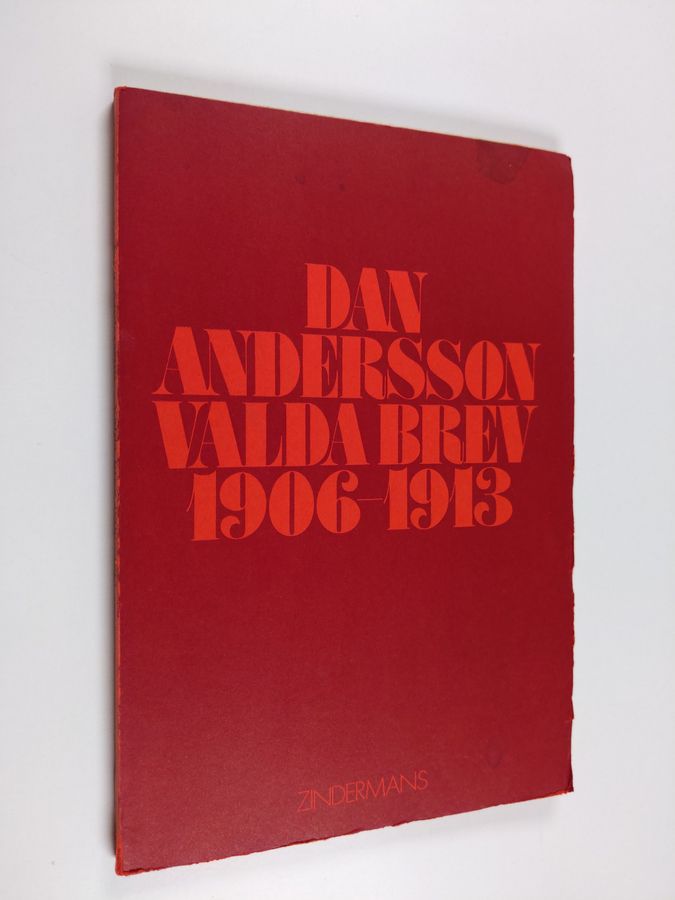 DAN
ANDERSSON
VALDA BREV
1906–1913
ZINDERMANS